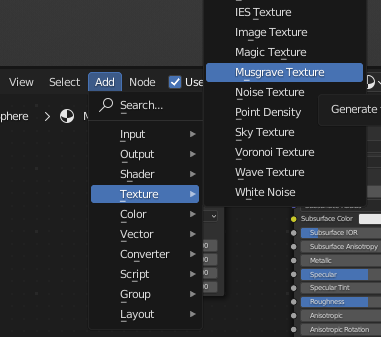 IES Texture
Image Texture
Magic Texture
Musgrave Texture
Noise Texture
Point Density
Sky Texture
Voronoi Texture
Wave Texture
White Noise
Generate
View Select Add Node Use
Search...
Input
Output
Shader
Texture
Color
Vector
Converter
Script
Group
Layout
Subsurface Color
Subsurface IOR
Subsurface Anisotropy
Metallic
Specular
Specular Tint
Roughness
Anisotropic
Anisotropic Rotation